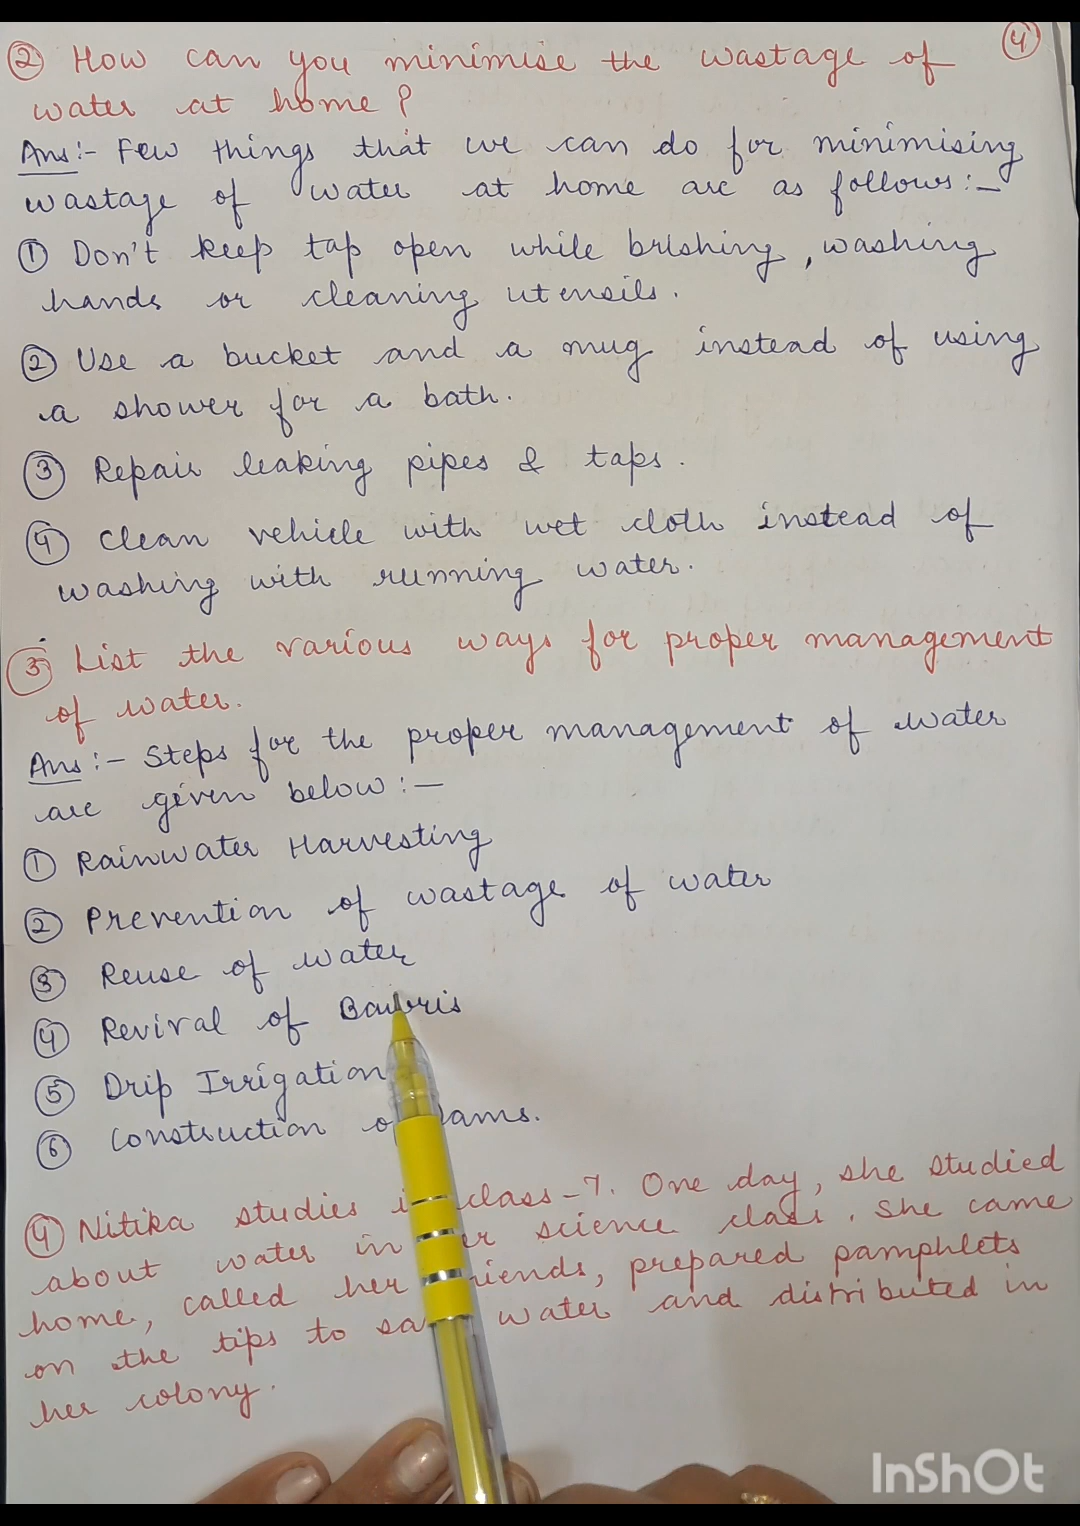 ② How can you minimise the wastage of
④
water at home?
Ans:- Few things that we can do for minimising
wastage of water at home are as follows:-
① Don't keep tap open while brushing, washing
hands or cleaning utensils.
② Use a bucket and a mug instead of using
a shower for a bath.
③ Repair leaking pipes & taps.
④ Clean vehicle with wet cloth instead of
washing with running water.
③ List the various ways for proper management
of water.
Ans:- Steps for the proper management of water
are given below:-
① Rainwater Harvesting
② Prevention of wastage of water
③ Reuse of water
④ Revival of
⑤ Drip Irrigation
⑥ Construction
④ Nitika studies class-7. One day, she studied
about water in science class. She came
home, called her prepared pamphlets
on the tips to water and distributed in
her colony.
InShOt